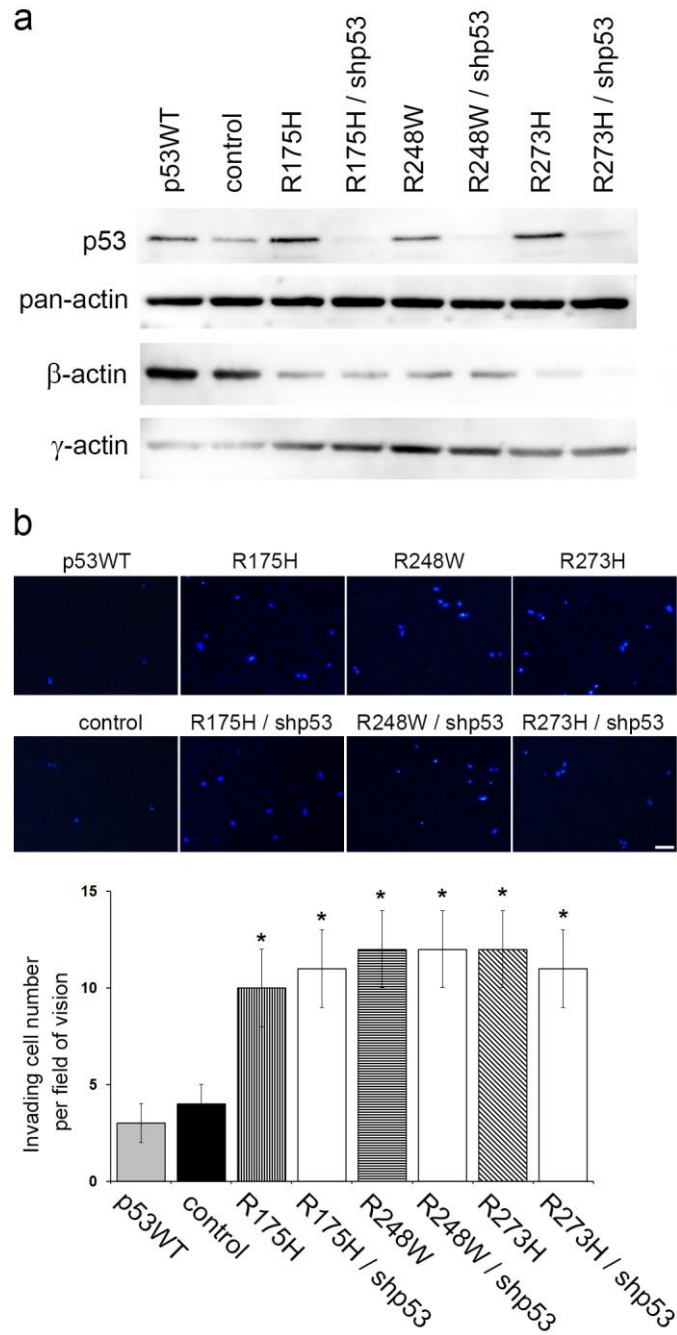 a
p53WT
control
R175H
R175H / shp53
R248W
R248W / shp53
R273H
R273H / shp53
p53
pan-actin
β-actin
γ-actin
b
p53WT R175H R248W R273H
control R175H / shp53 R248W / shp53 R273H / shp53
Invading cell number
per field of vision
15
10
5
0
* * * * * *
p53WT
control
R175H
R175H / shp53
R248W
R248W / shp53
R273H
R273H / shp53